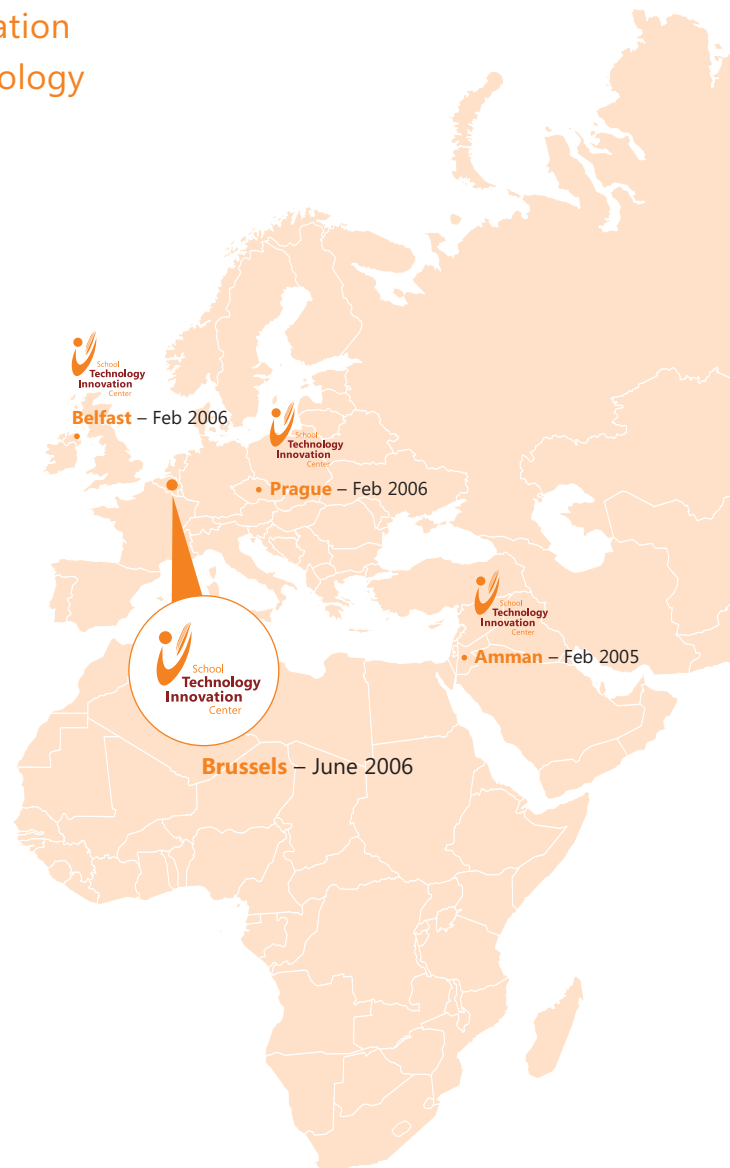 ation
ology
School
Technology
Innovation
Center
Belfast – Feb 2006
School
Technology
Innovation
Center
Prague – Feb 2006
School
Technology
Innovation
Center
Amman – Feb 2005
School
Technology
Innovation
Center
Brussels – June 2006